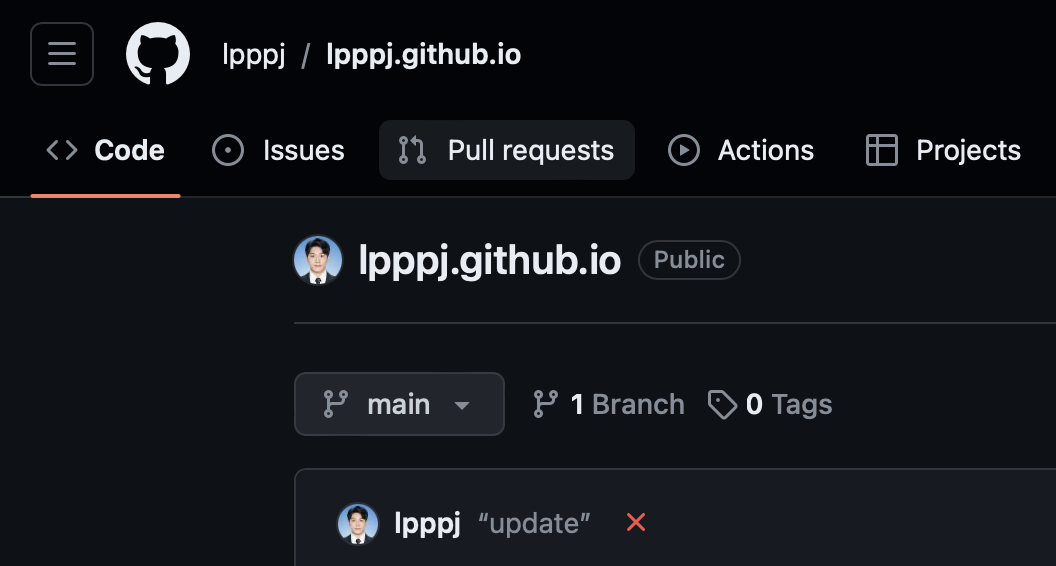 lpppj / lpppj.github.io
Code Issues Pull requests Actions Projects
lpppj.github.io Public
main 1 Branch 0 Tags
lpppj “update”